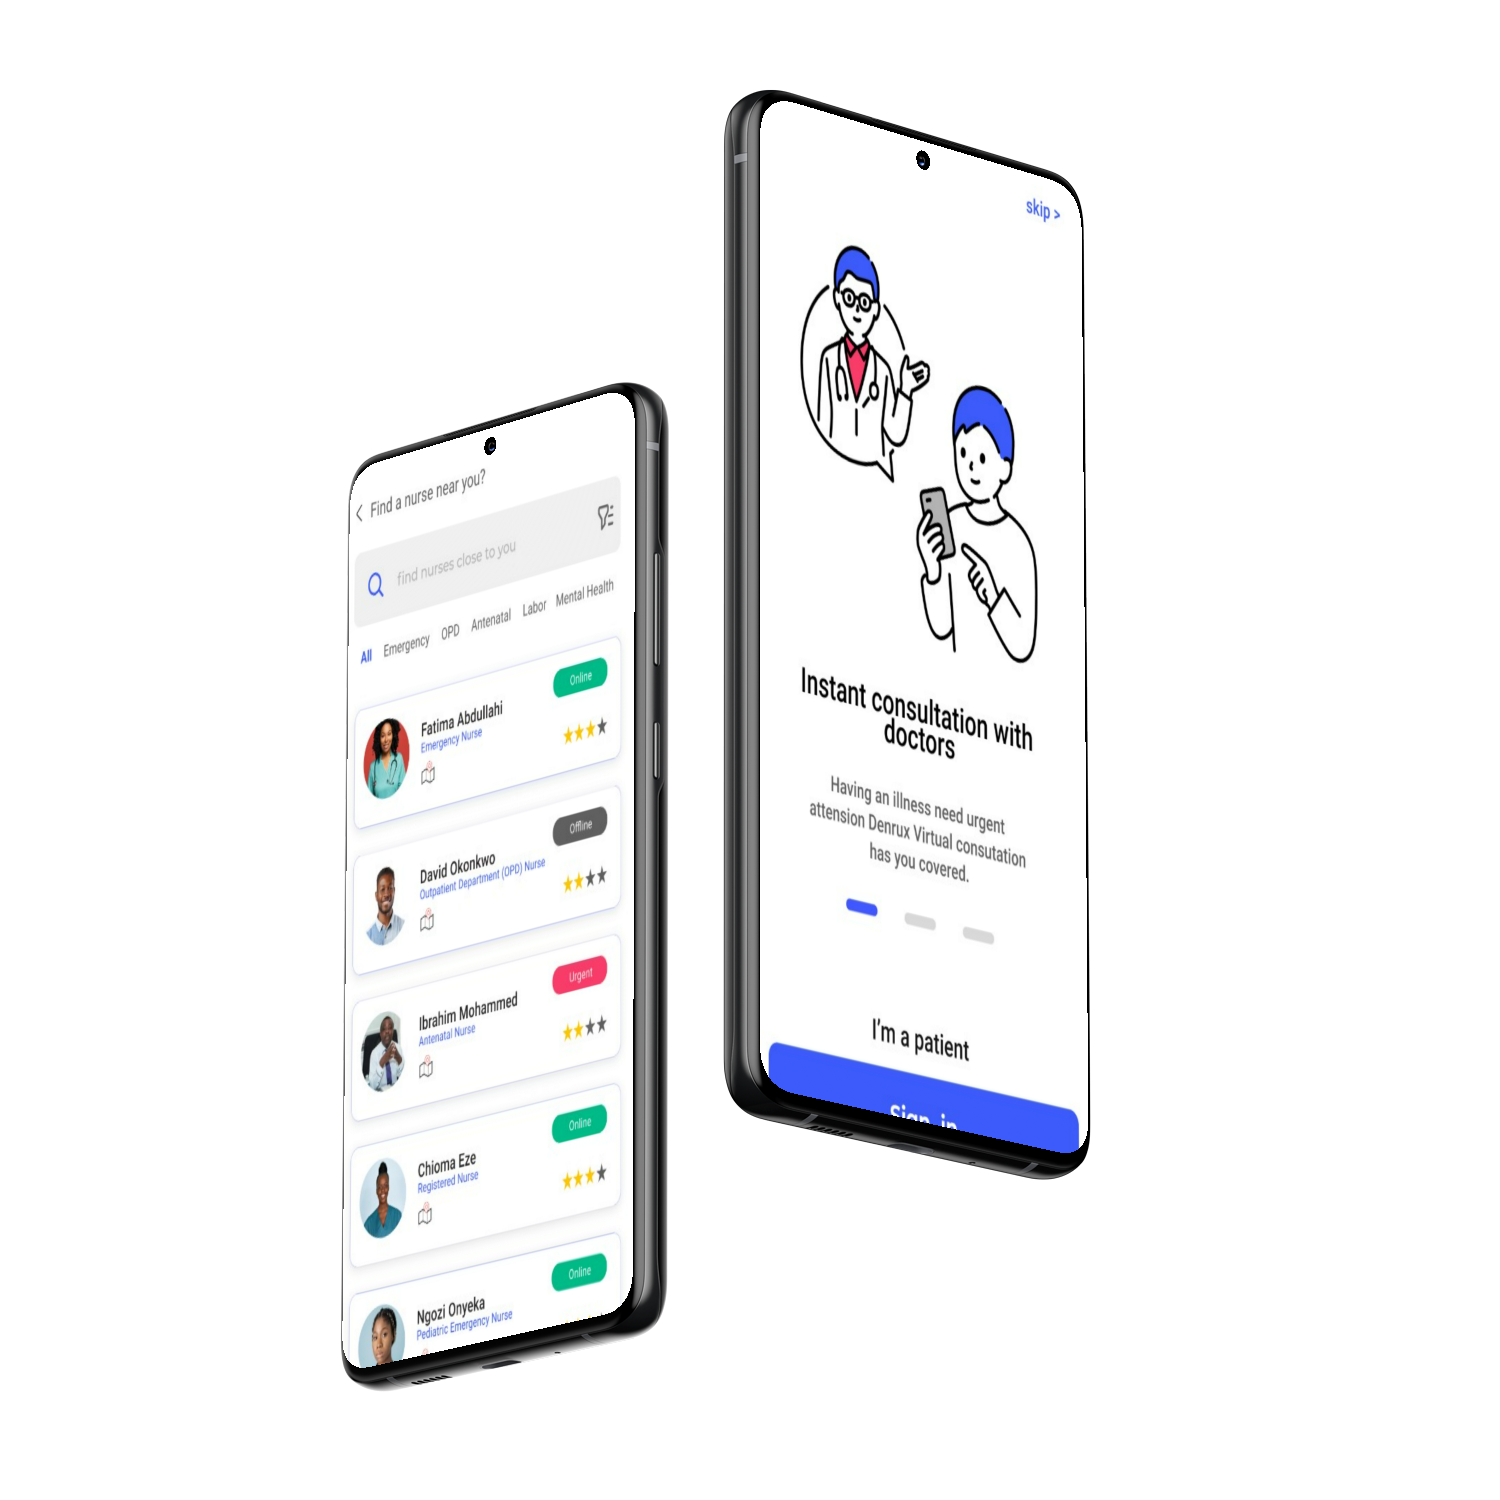 Find a nurse near you?
find nurses close to you
All Emergency OPD Antenatal Labor Mental Health
Online
Fatima Abdullahi
Emergency Nurse
Offline
David Okonkwo
Outpatient Department (OPD) Nurse
Urgent
Ibrahim Mohammed
Antenatal Nurse
Online
Chioma Eze
Registered Nurse
Online
Ngozi Onyeka
Pediatric Emergency Nurse
skip >
Instant consultation with
doctors
Having an illness need urgent
attension Denrux Virtual consutation
has you covered.
I'm a patient
Sign in